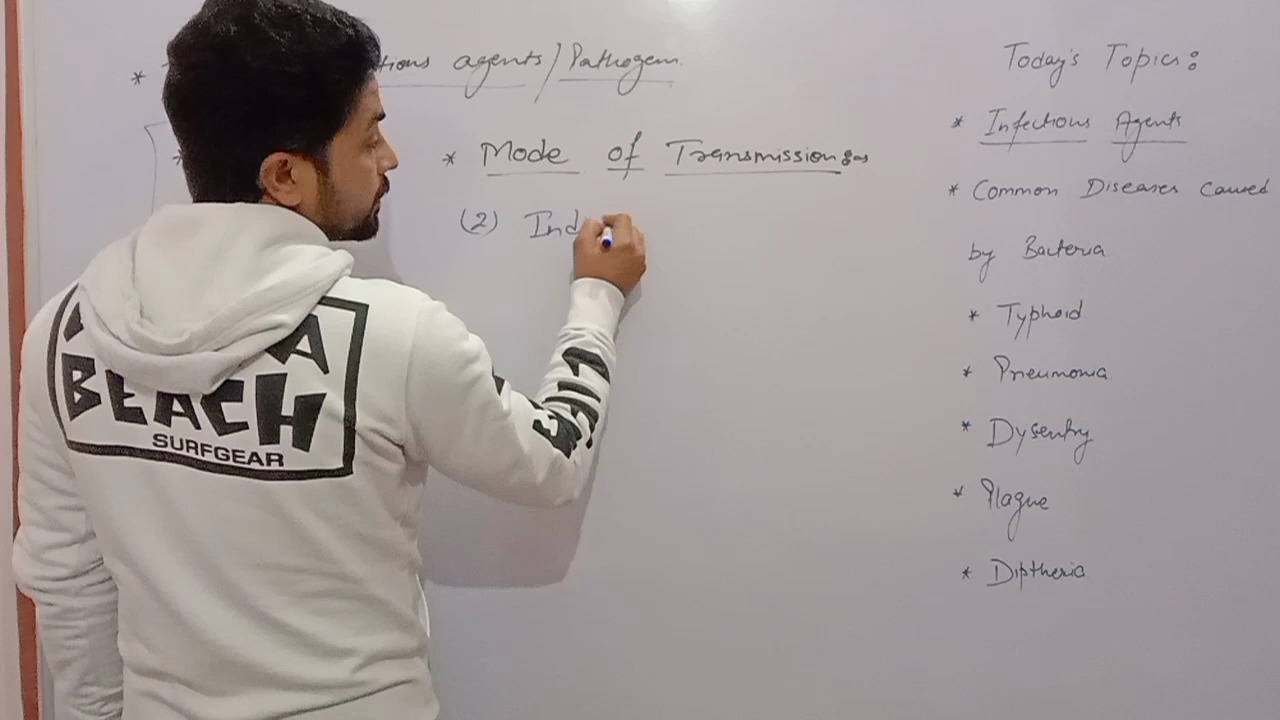 * tions agents/Pathogen
* Mode of Transmission
(2) Ind
BEACH
SURFGEAR
Today's Topics:
* Infectious Agents
* Common Diseases Caused
by Bacteria
* Typhoid
* Pneumonia
* Dysentry
* Plague
* Diptheria